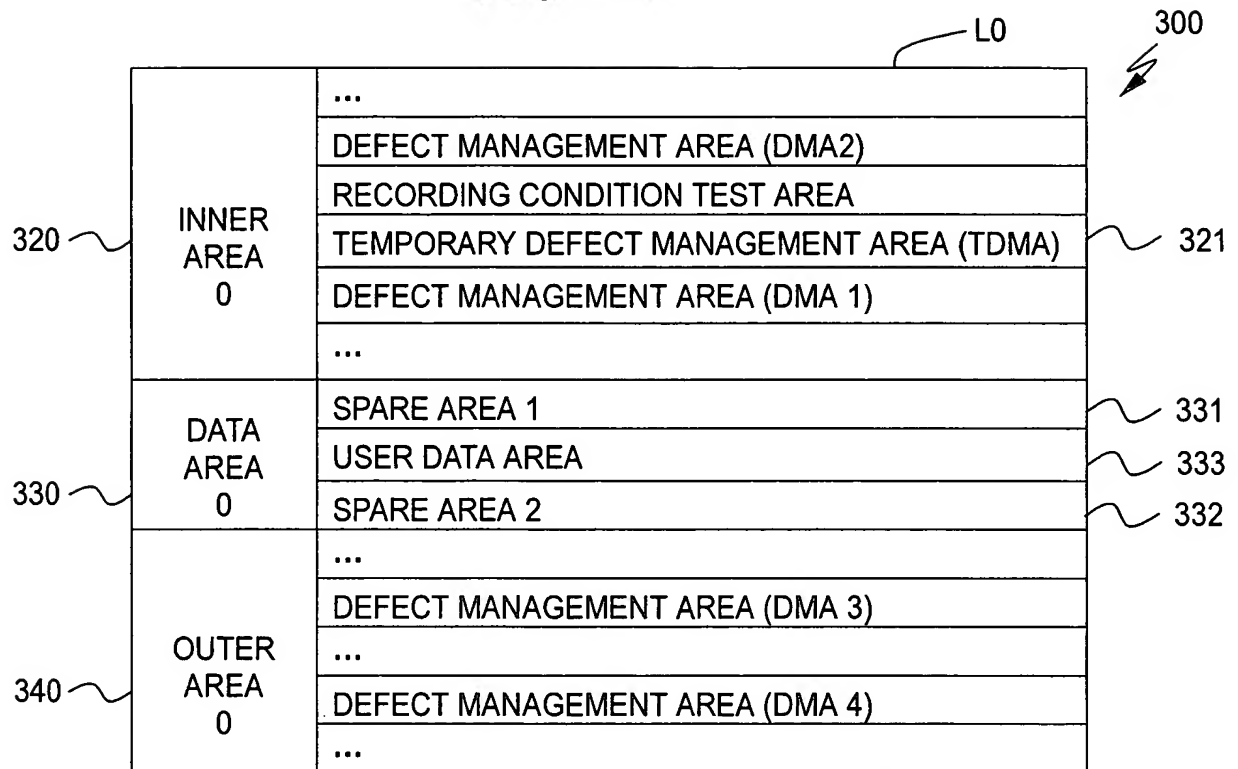 L0
300
...
DEFECT MANAGEMENT AREA (DMA2)
RECORDING CONDITION TEST AREA
320
INNER
AREA
0
TEMPORARY DEFECT MANAGEMENT AREA (TDMA)
321
DEFECT MANAGEMENT AREA (DMA 1)
...
330
DATA
AREA
0
SPARE AREA 1
331
USER DATA AREA
333
SPARE AREA 2
332
...
DEFECT MANAGEMENT AREA (DMA 3)
340
OUTER
AREA
0
...
DEFECT MANAGEMENT AREA (DMA 4)
...